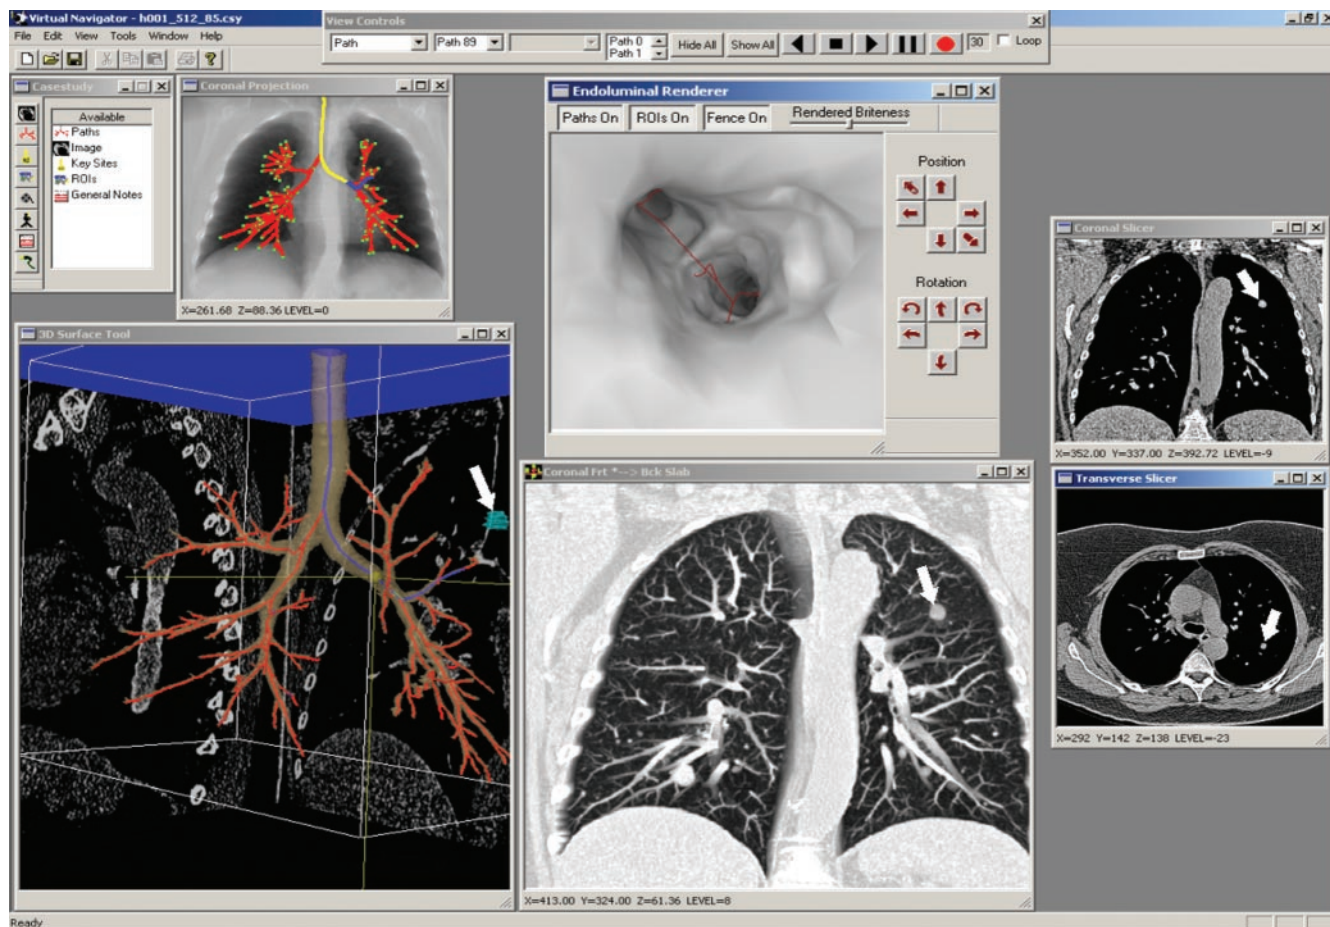 Virtual Navigator - h001_512_85.csy
File Edit View Tools Window Help
View Controls
Path Path 89 Path 0 Hide All Show All 30 Loop
Path 1
Casestudy
Available
Paths
Image
Key Sites
ROIs
General Notes
Coronal Projection
X=261.68 Z=88.36 LEVEL=0
Endoluminal Renderer
Paths On ROIs On Fence On Rendered Briteness
Position
Rotation
Coronal Slicer
X=352.00 Y=337.00 Z=392.72 LEVEL=-9
3D Surface Tool
Coronal Frt *--> Bck Slab
X=413.00 Y=324.00 Z=61.36 LEVEL=8
Transverse Slicer
X=292 Y=142 Z=138 LEVEL=-23
Ready